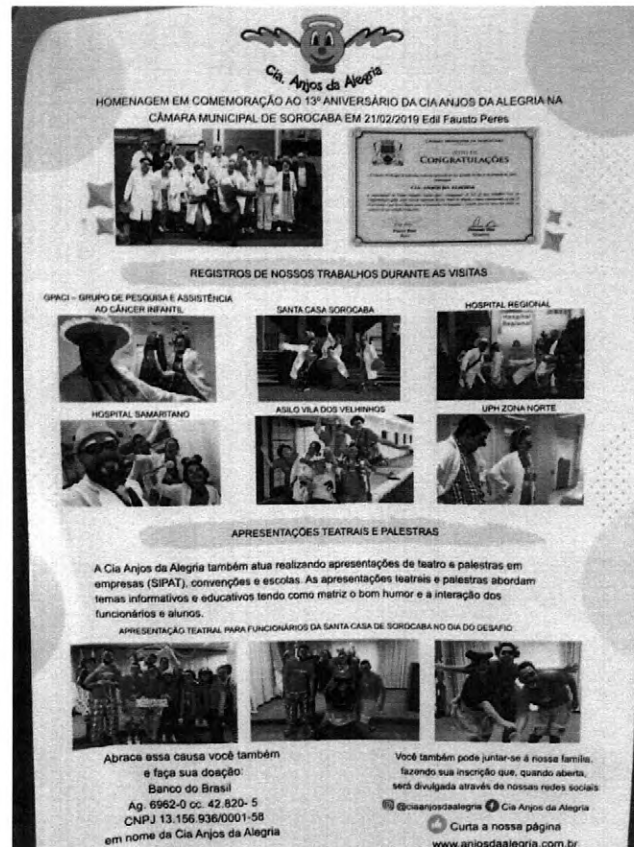 Cia. Anjos da Alegria
HOMENAGEM EM COMEMORAÇÃO AO 13º ANIVERSÁRIO DA CIA ANJOS DA ALEGRIA NA
CÂMARA MUNICIPAL DE SOROCABA EM 21/02/2019 Edil Fausto Peres
CONGRATULAÇÕES
REGISTROS DE NOSSOS TRABALHOS DURANTE AS VISITAS
GPACI – GRUPO DE PESQUISA E ASSISTÊNCIA
AO CÂNCER INFANTIL
SANTA CASA SOROCABA
HOSPITAL REGIONAL
Hospital
Regional
HOSPITAL SAMARITANO
ASILO VILA DOS VELHINHOS
UPH ZONA NORTE
APRESENTAÇÕES TEATRAIS E PALESTRAS
A Cia Anjos da Alegria também atua realizando apresentações de teatro e palestras em
empresas (SIPAT), convenções e escolas. As apresentações teatrais e palestras abordam
temas informativos e educativos tendo como matriz o bom humor e a interação dos
funcionários e alunos.
APRESENTAÇÃO TEATRAL PARA FUNCIONÁRIOS DA SANTA CASA DE SOROCABA NO DIA DO DESAFIO
Abrace essa causa você também
e faça sua doação:
Banco do Brasil
Ag. 6962-0 cc. 42.820- 5
CNPJ 13.156.936/0001-58
em nome da Cia Anjos da Alegria
Você também pode juntar-se à nossa família,
fazendo sua inscrição que, quando aberta,
será divulgada através de nossas redes sociais
@ciaanjosdaalegria Cia Anjos da Alegria
Curta a nossa página
www.anjosdaalegria.com.br